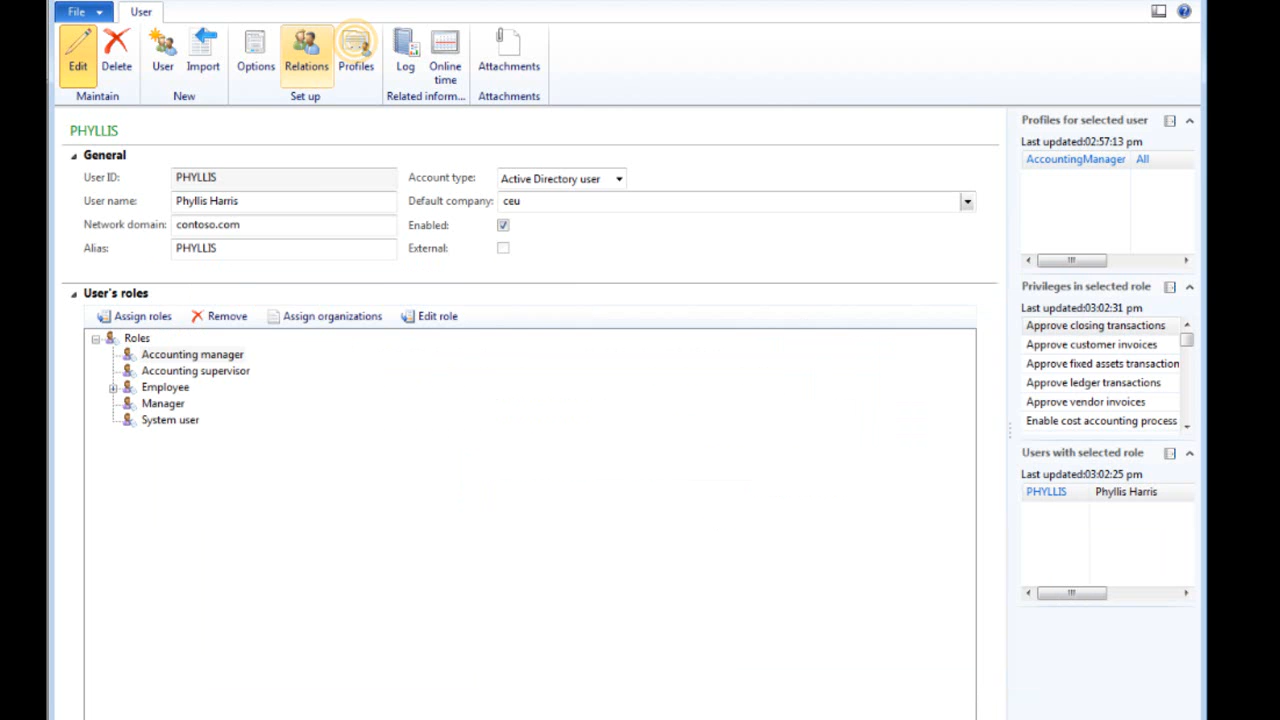 File
User
Edit
Delete
User
Import
Options
Relations
Profiles
Log
Online
time
Attachments
Maintain
New
Set up
Related inform...
Attachments
PHYLLIS
General
User ID: PHYLLIS
Account type: Active Directory user
User name: Phyllis Harris
Default company: ceu
Network domain: contoso.com
Enabled:
Alias: PHYLLIS
External:
User's roles
Assign roles
Remove
Assign organizations
Edit role
Roles
Accounting manager
Accounting supervisor
Employee
Manager
System user
Profiles for selected user
Last updated:02:57:13 pm
AccountingManager All
Privileges in selected role
Last updated:03:02:31 pm
Approve closing transactions
Approve customer invoices
Approve fixed assets transaction
Approve ledger transactions
Approve vendor invoices
Enable cost accounting process
Users with selected role
Last updated:03:02:25 pm
PHYLLIS Phyllis Harris